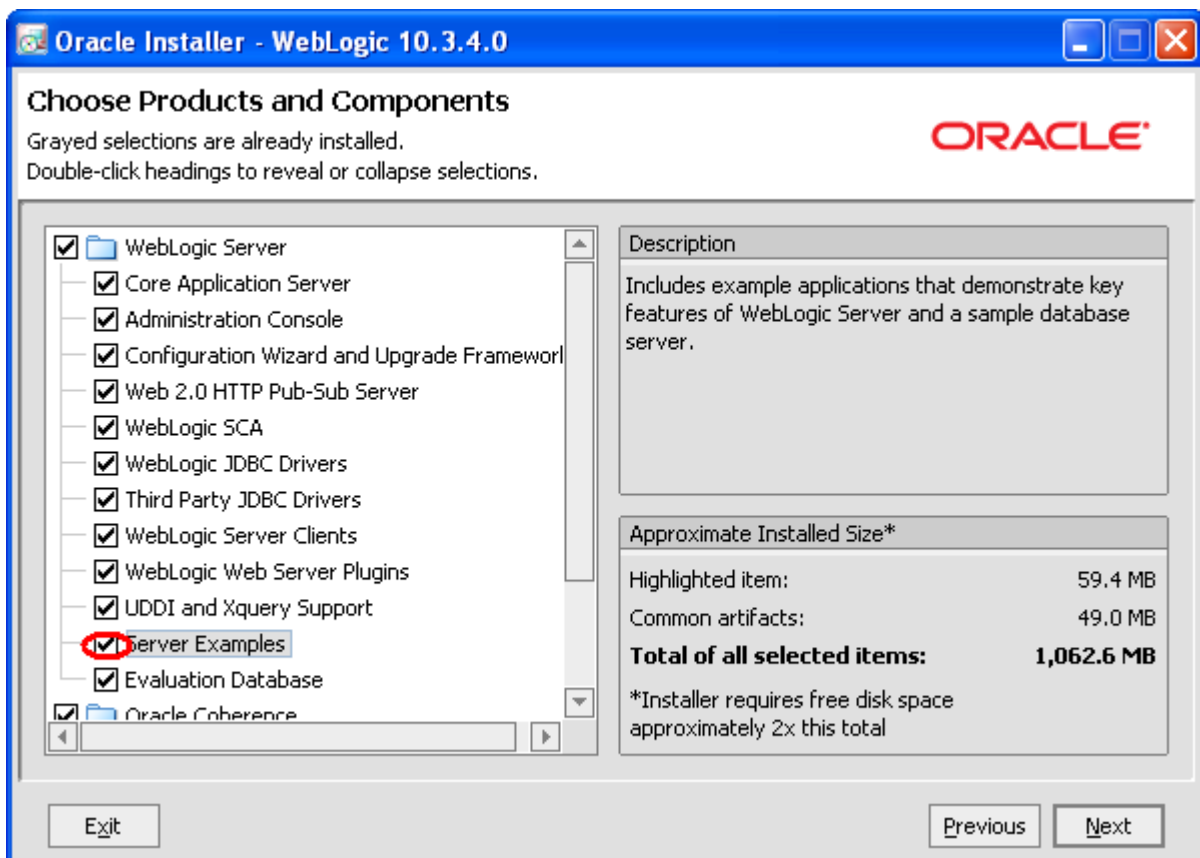 Oracle Installer - WebLogic 10.3.4.0
Choose Products and Components
Grayed selections are already installed.
Double-click headings to reveal or collapse selections.
ORACLE
WebLogic Server
Core Application Server
Administration Console
Configuration Wizard and Upgrade
Web 2.0 HTTP Pub-Sub Server
WebLogic SCA
WebLogic JDBC Drivers
Third Party JDBC Drivers
WebLogic Server Clients
WebLogic Web Server Plugins
UDDI and Xquery Support
Server Examples
Evaluation Database
Oracle Coherence
Description
Includes example applications that demonstrate key
features of WebLogic Server and a sample database
server.
Approximate Installed Size*
Highlighted item: 59.4 MB
Common artifacts: 49.0 MB
Total of all selected items: 1,062.6 MB
*Installer requires free disk space
approximately 2x this total
Exit
Previous
Next